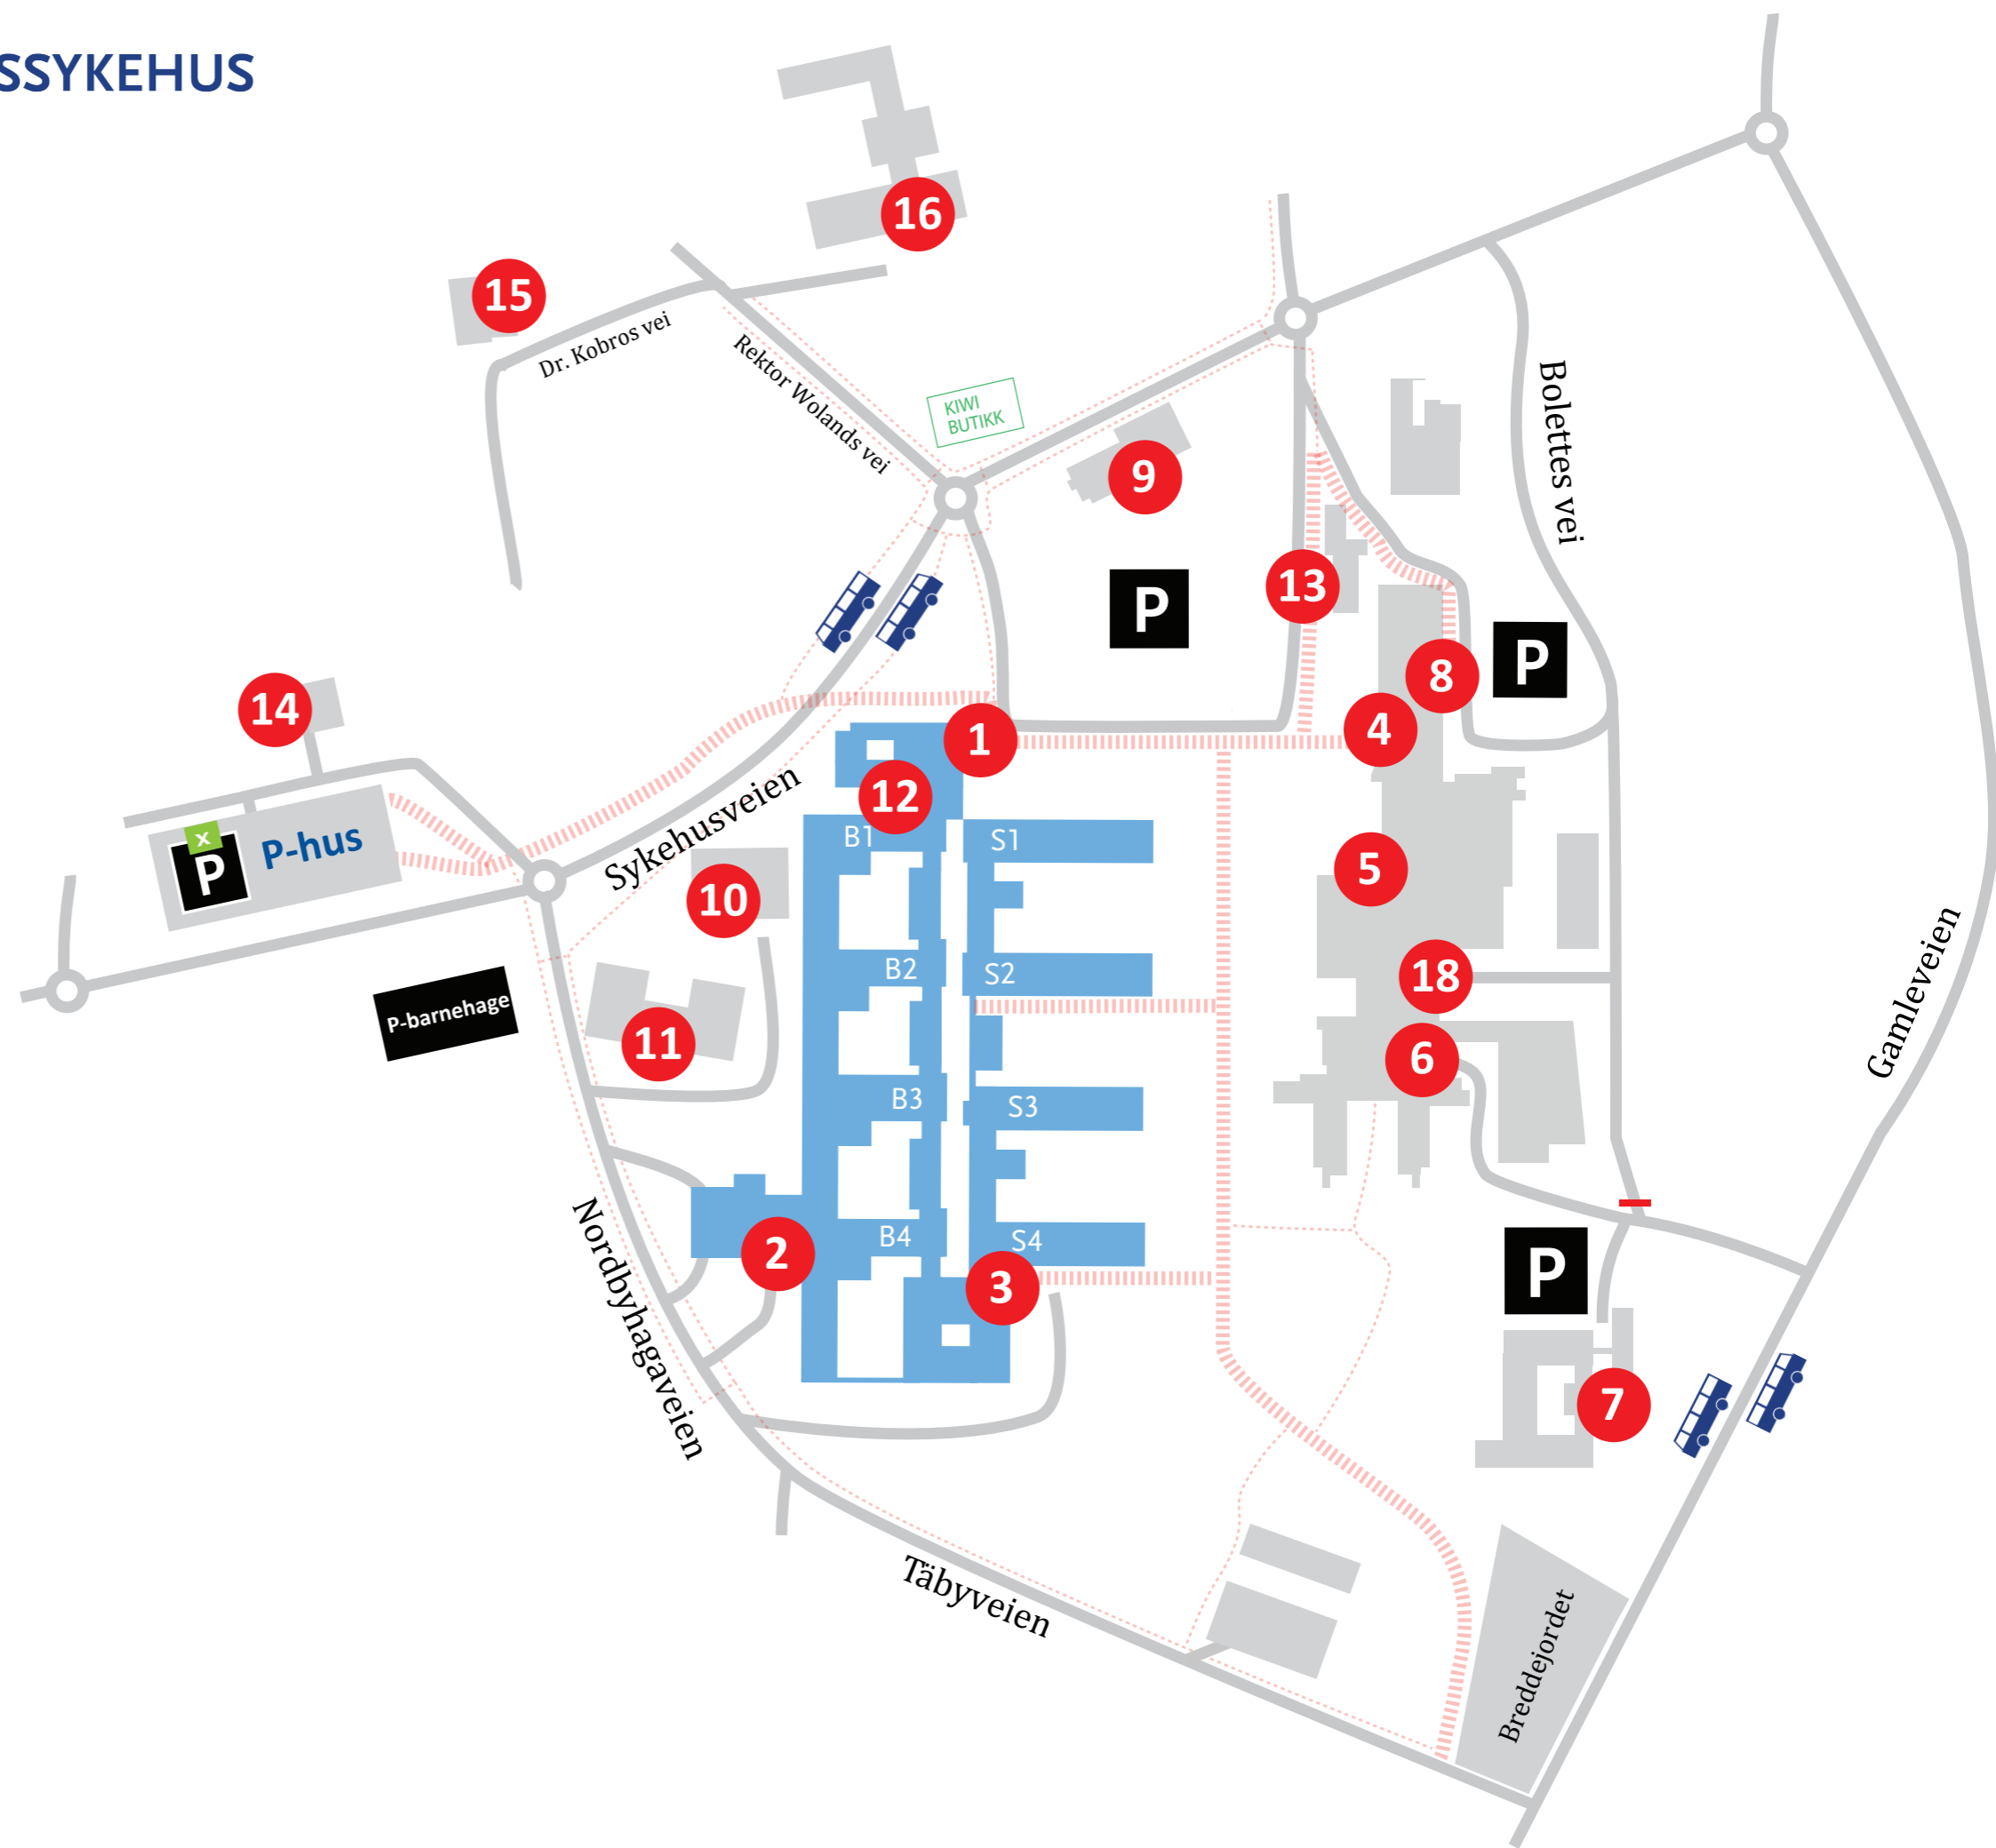 SSYKEHUS
16
15
Dr. Kobros vei
Rektor Wolands vei
KIWI
BUTIKK
Bolettes vei
9
13
P
P
8
14
4
1
12
P-hus
x
P
Sykehusveien
B1
S1
5
10
B2
S2
18
P-barnehage
11
6
Gamleveien
B3
S3
B4
S4
2
3
P
Nordbyhagaveien
7
Täbyveien
Breddejordet